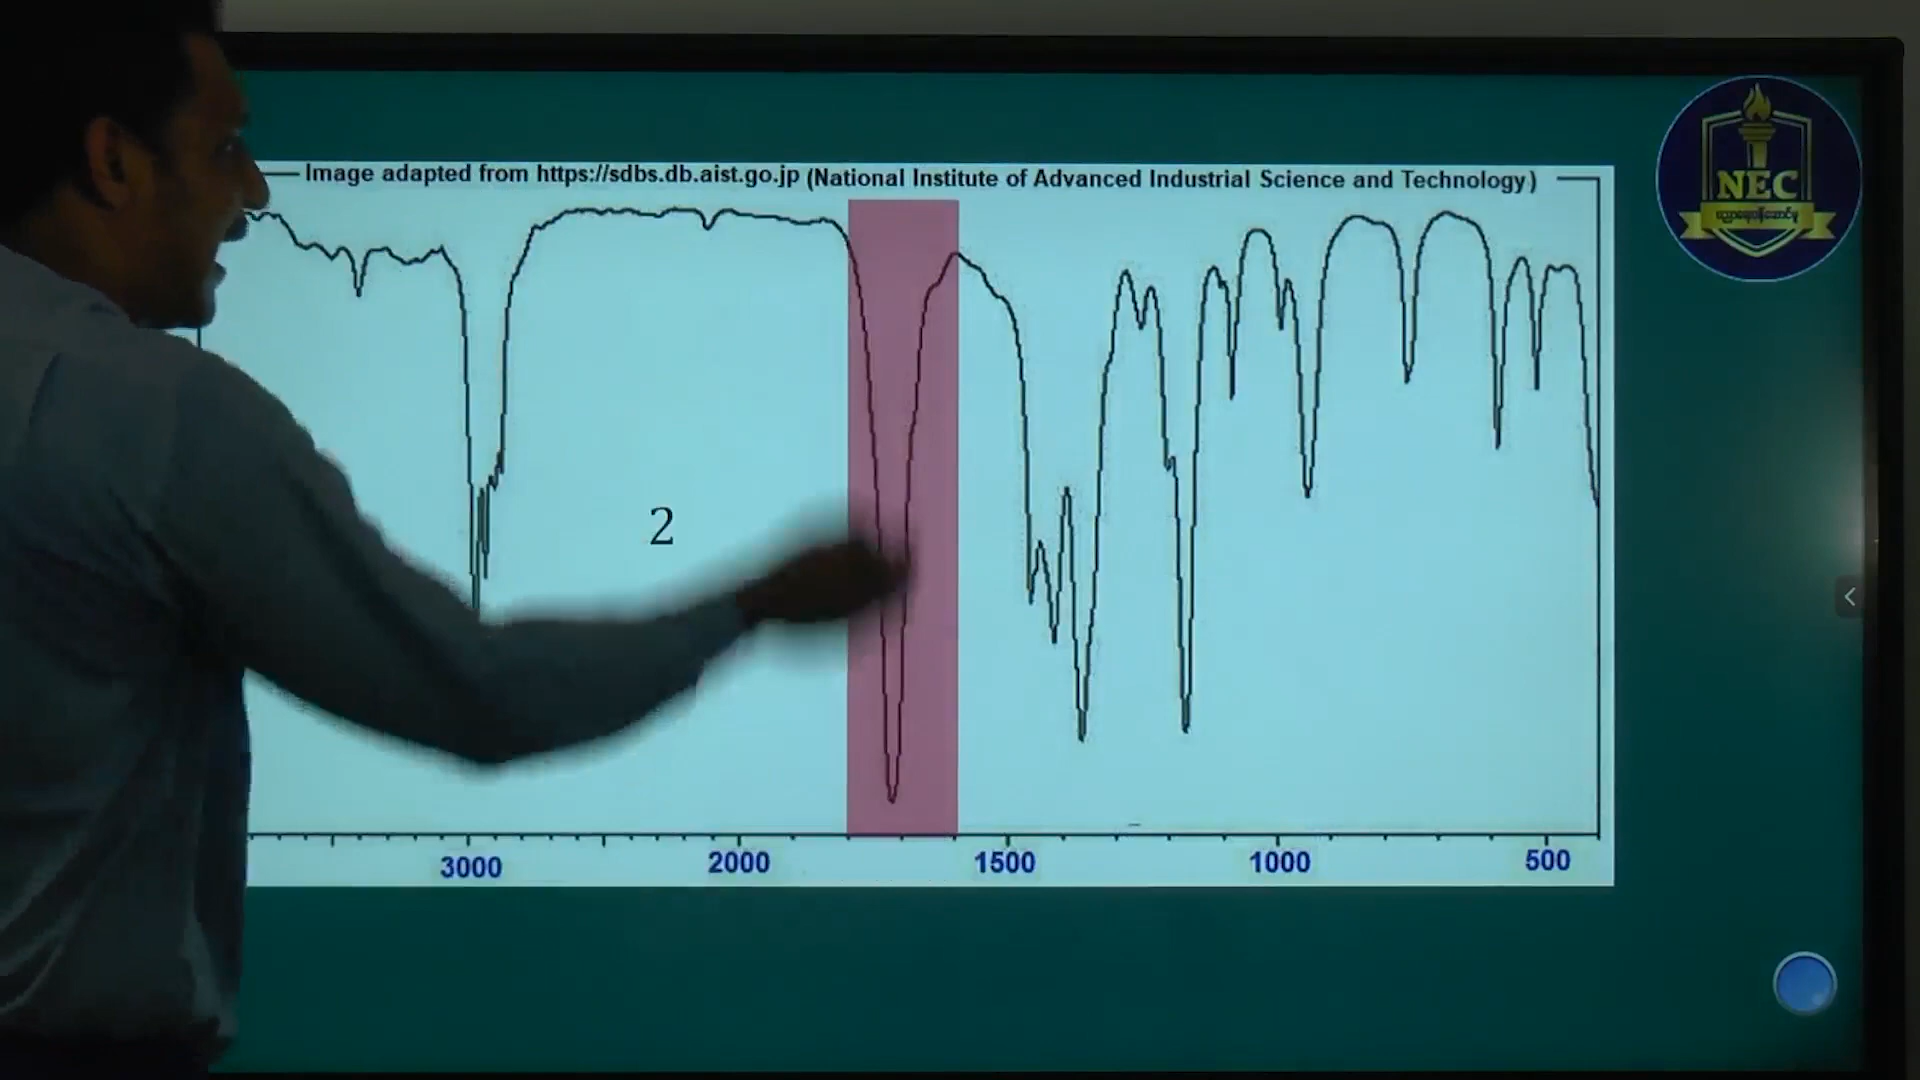 Image adapted from https://sdbs.db.aist.go.jp (National Institute of Advanced Industrial Science and Technology)
NEC
2
3000 2000 1500 1000 500